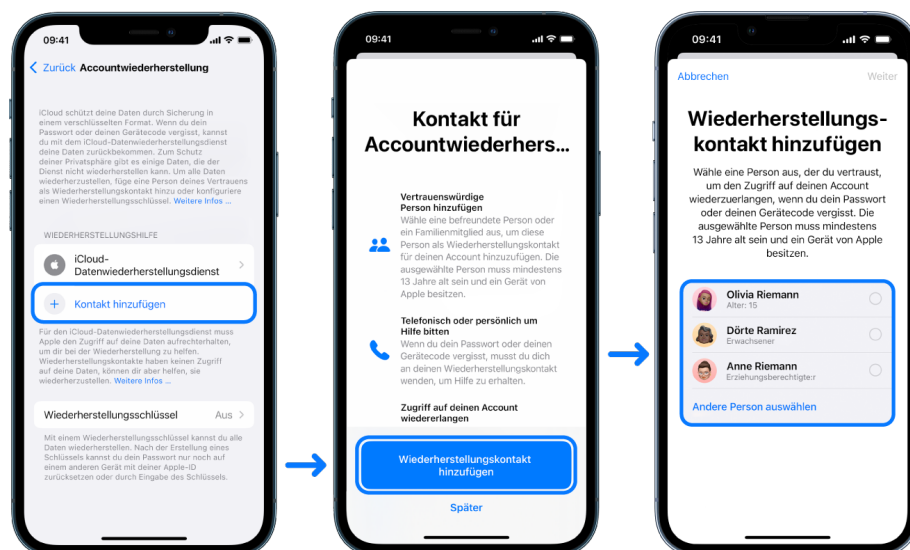 09:41
Zurück Accountwiederherstellung
iCloud schützt deine Daten durch Sicherung in
einem verschlüsselten Format. Wenn du dein
Passwort oder deinen Gerätecode vergisst, kannst
du mit dem iCloud-Datenwiederherstellungsdienst
deine Daten zurückbekommen. Zum Schutz
deiner Privatsphäre gibt es einige Daten, die der
Dienst nicht wiederherstellen kann. Um alle Daten
wiederherzustellen, füge eine Person deines Vertrauens
als Wiederherstellungskontakt hinzu oder konfiguriere
einen Wiederherstellungsschlüssel. Weitere Infos ...
WIEDERHERSTELLUNGSHILFE
iCloud-
Datenwiederherstellungsdienst
Kontakt hinzufügen
Für den iCloud-Datenwiederherstellungsdienst muss
Apple den Zugriff auf deine Daten aufrechterhalten,
um dir bei der Wiederherstellung zu helfen.
Wiederherstellungskontakte haben keinen Zugriff
auf deine Daten, können dir aber helfen, sie
wiederherzustellen. Weitere Infos ...
Wiederherstellungsschlüssel Aus
Mit einem Wiederherstellungsschlüssel kannst du alle
Daten wiederherstellen. Nach der Erstellung eines
Schlüssels kannst du dein Passwort nur noch auf
einem anderen Gerät mit deiner Apple-ID
zurücksetzen oder durch Eingabe des Schlüssels.
09:41
Kontakt für
Accountwiederhers...
Vertrauenswürdige
Person hinzufügen
Wähle eine befreundete Person oder
ein Familienmitglied aus, um diese
Person als Wiederherstellungskontakt
für deinen Account hinzuzufügen. Die
ausgewählte Person muss mindestens
13 Jahre alt sein und ein Gerät von
Apple besitzen.
Telefonisch oder persönlich um
Hilfe bitten
Wenn du dein Passwort oder deinen
Gerätecode vergisst, musst du dich
an deinen Wiederherstellungskontakt
wenden, um Hilfe zu erhalten.
Zugriff auf deinen Account
wiedererlangen
Wiederherstellungskontakt
hinzufügen
Später
09:41
Abbrechen Weiter
Wiederherstellungs-
kontakt hinzufügen
Wähle eine Person aus, der du vertraust,
um den Zugriff auf deinen Account
wiederzuerlangen, wenn du dein Passwort
oder deinen Gerätecode vergisst. Die
ausgewählte Person muss mindestens
13 Jahre alt sein und ein Gerät von Apple
besitzen.
Olivia Riemann
Alter: 15
Dörte Ramirez
Erwachsener
Anne Riemann
Erziehungsberechtigte:r
Andere Person auswählen